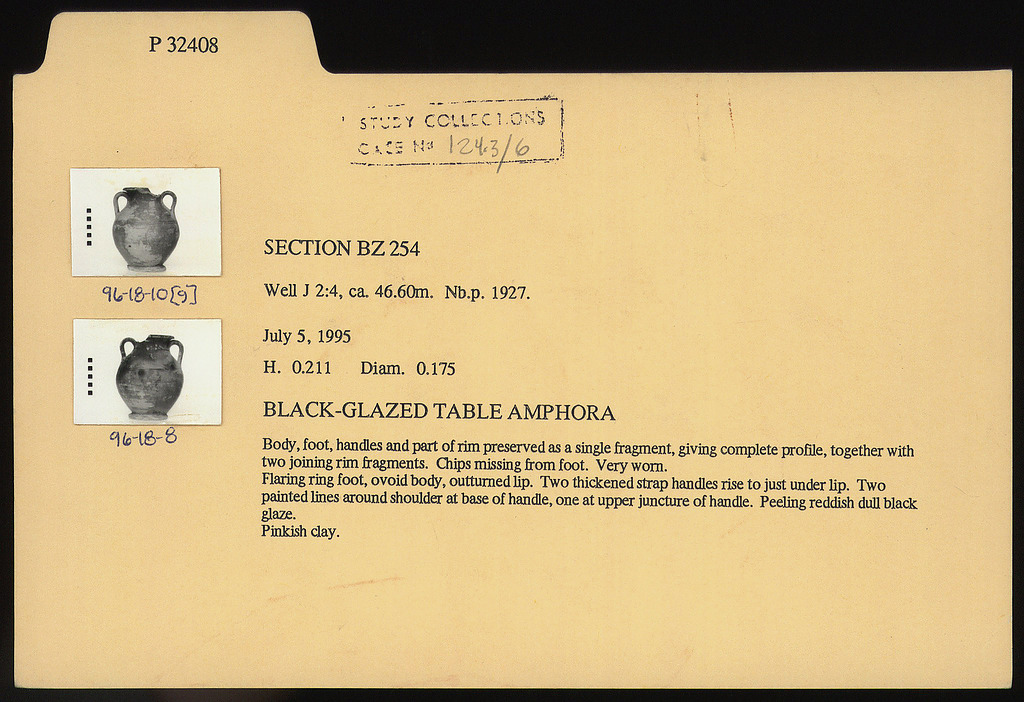 P 32408
STUDY COLLECTIONS
CASE No 1243/6
SECTION BZ 254
96-18-10[9]
Well J 2:4, ca. 46.60m. Nb.p. 1927.
July 5, 1995
H. 0.211 Diam. 0.175
96-18-8
BLACK-GLAZED TABLE AMPHORA
Body, foot, handles and part of rim preserved as a single fragment, giving complete profile, together with
two joining rim fragments. Chips missing from foot. Very worn.
Flaring ring foot, ovoid body, outturned lip. Two thickened strap handles rise to just under lip. Two
painted lines around shoulder at base of handle, one at upper juncture of handle. Peeling reddish dull black
glaze.
Pinkish clay.